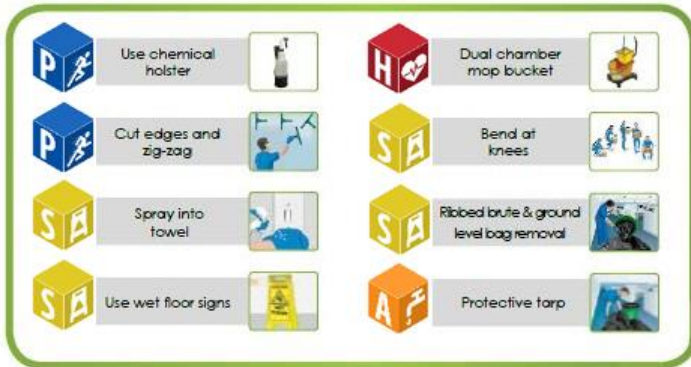 P
Use chemical
holster
P
Cut edges and
zig-zag
S
Spray into
towel
S
Use wet floor signs
H
Dual chamber
mop bucket
S
Bend at
knees
S
Ribbed brute & ground
level bag removal
A
Protective tarp